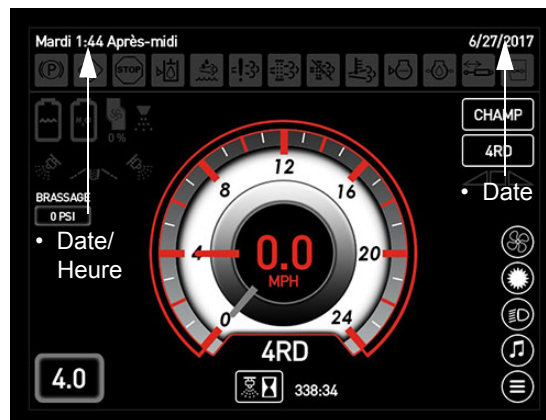 Mardi 1:44 Après-midi 6/27/2017
STOP
0 %
CHAMP
4RD
BRASSAGE
0 PSI
• Date/
Heure
• Date
12
8 16
4 20
0 24
0.0
MPH
4RD
4.0
338:34